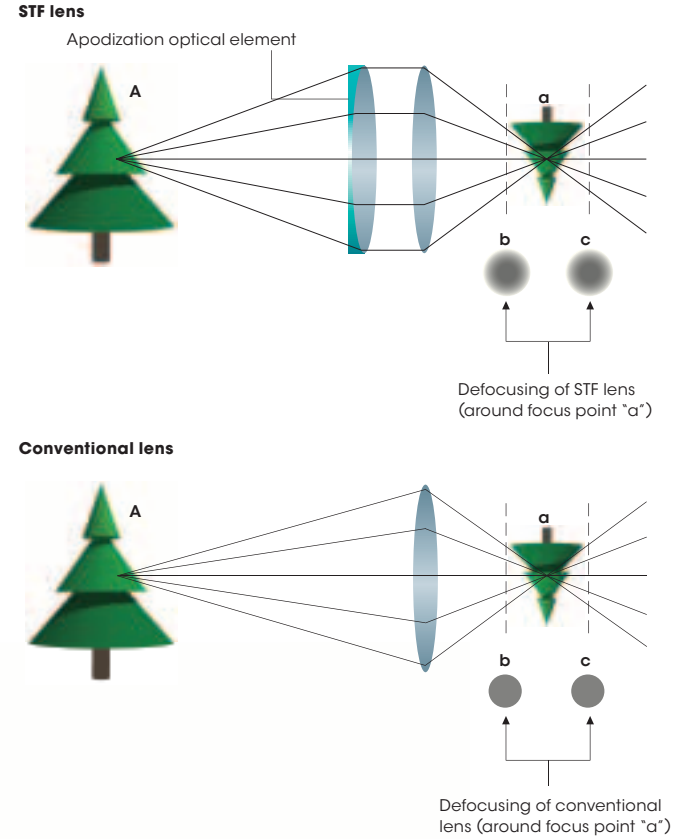 STF lens
Apodization optical element
A
a
b c
Defocusing of STF lens
(around focus point “a”)
Conventional lens
A
a
b c
Defocusing of conventional
lens (around focus point “a”)